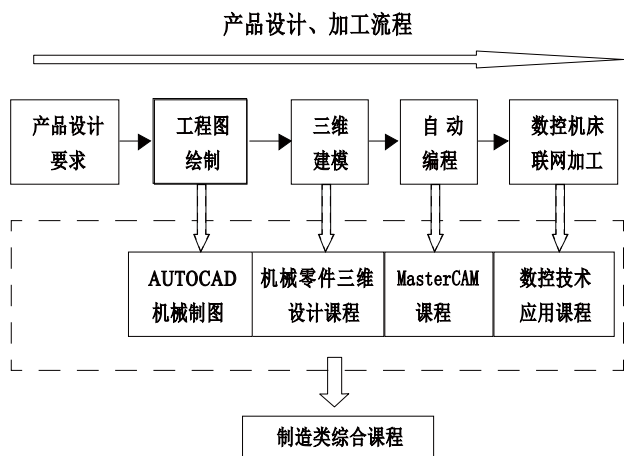 产品设计、加工流程
产品设计
要求
工程图
绘制
三维
建模
自动
编程
数控机床
联网加工
AUTOCAD
机械制图
机械零件三维
设计课程
MasterCAM
课程
数控技术
应用课程
制造类综合课程